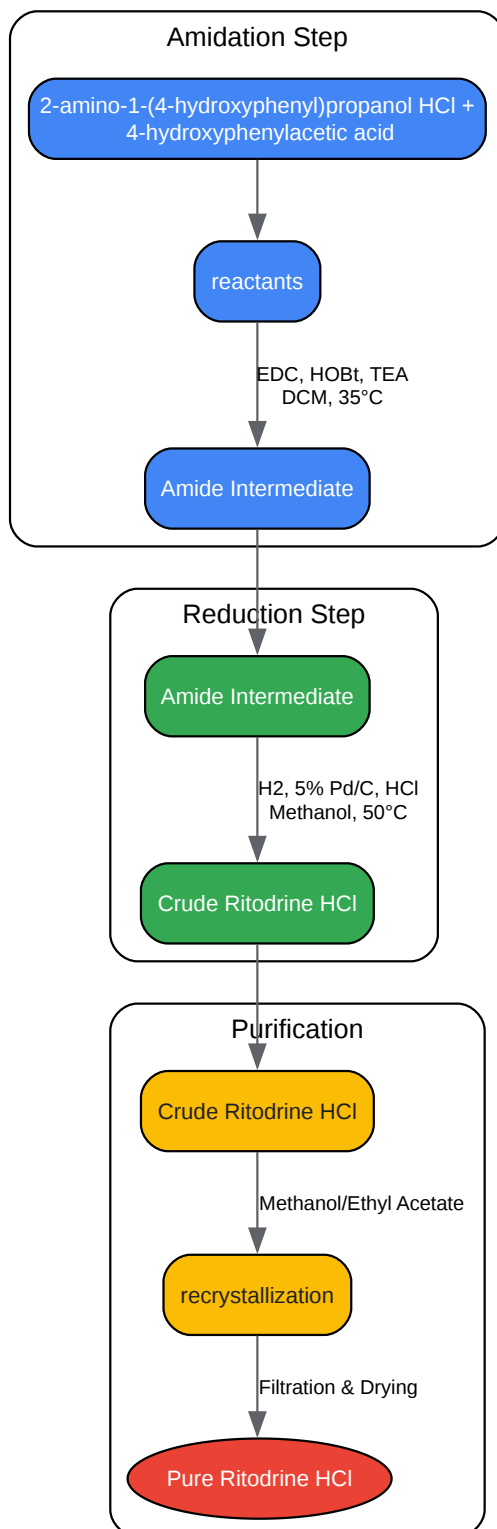 Amidation Step
2-amino-1-(4-hydroxyphenyl)propanol HCl +
4-hydroxyphenylacetic acid
reactants
EDC, HOBt, TEA
DCM, 35°C
Amide Intermediate
Reduction Step
Amide Intermediate
H2, 5% Pd/C, HCl
Methanol, 50°C
Crude Ritodrine HCl
Purification
Crude Ritodrine HCl
Methanol/Ethyl Acetate
recrystallization
Filtration & Drying
Pure Ritodrine HCl